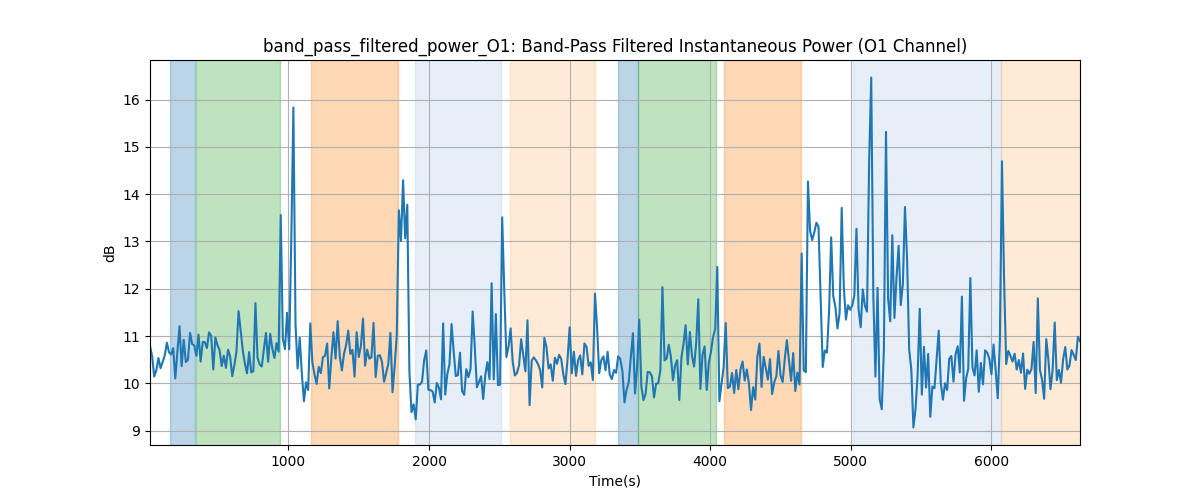 band_pass_filtered_power_O1: Band-Pass Filtered Instantaneous Power (O1 Channel)
dB
16
15
14
13
12
11
10
9
1000 2000 3000 4000 5000 6000
Time(s)